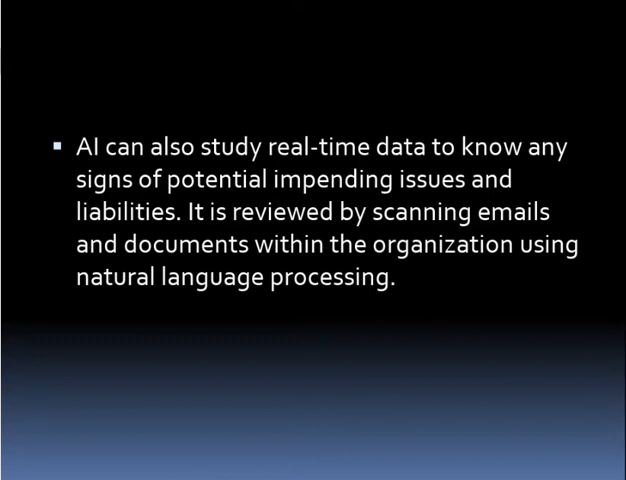 ▪ AI can also study real-time data to know any
signs of potential impending issues and
liabilities. It is reviewed by scanning emails
and documents within the organization using
natural language processing.